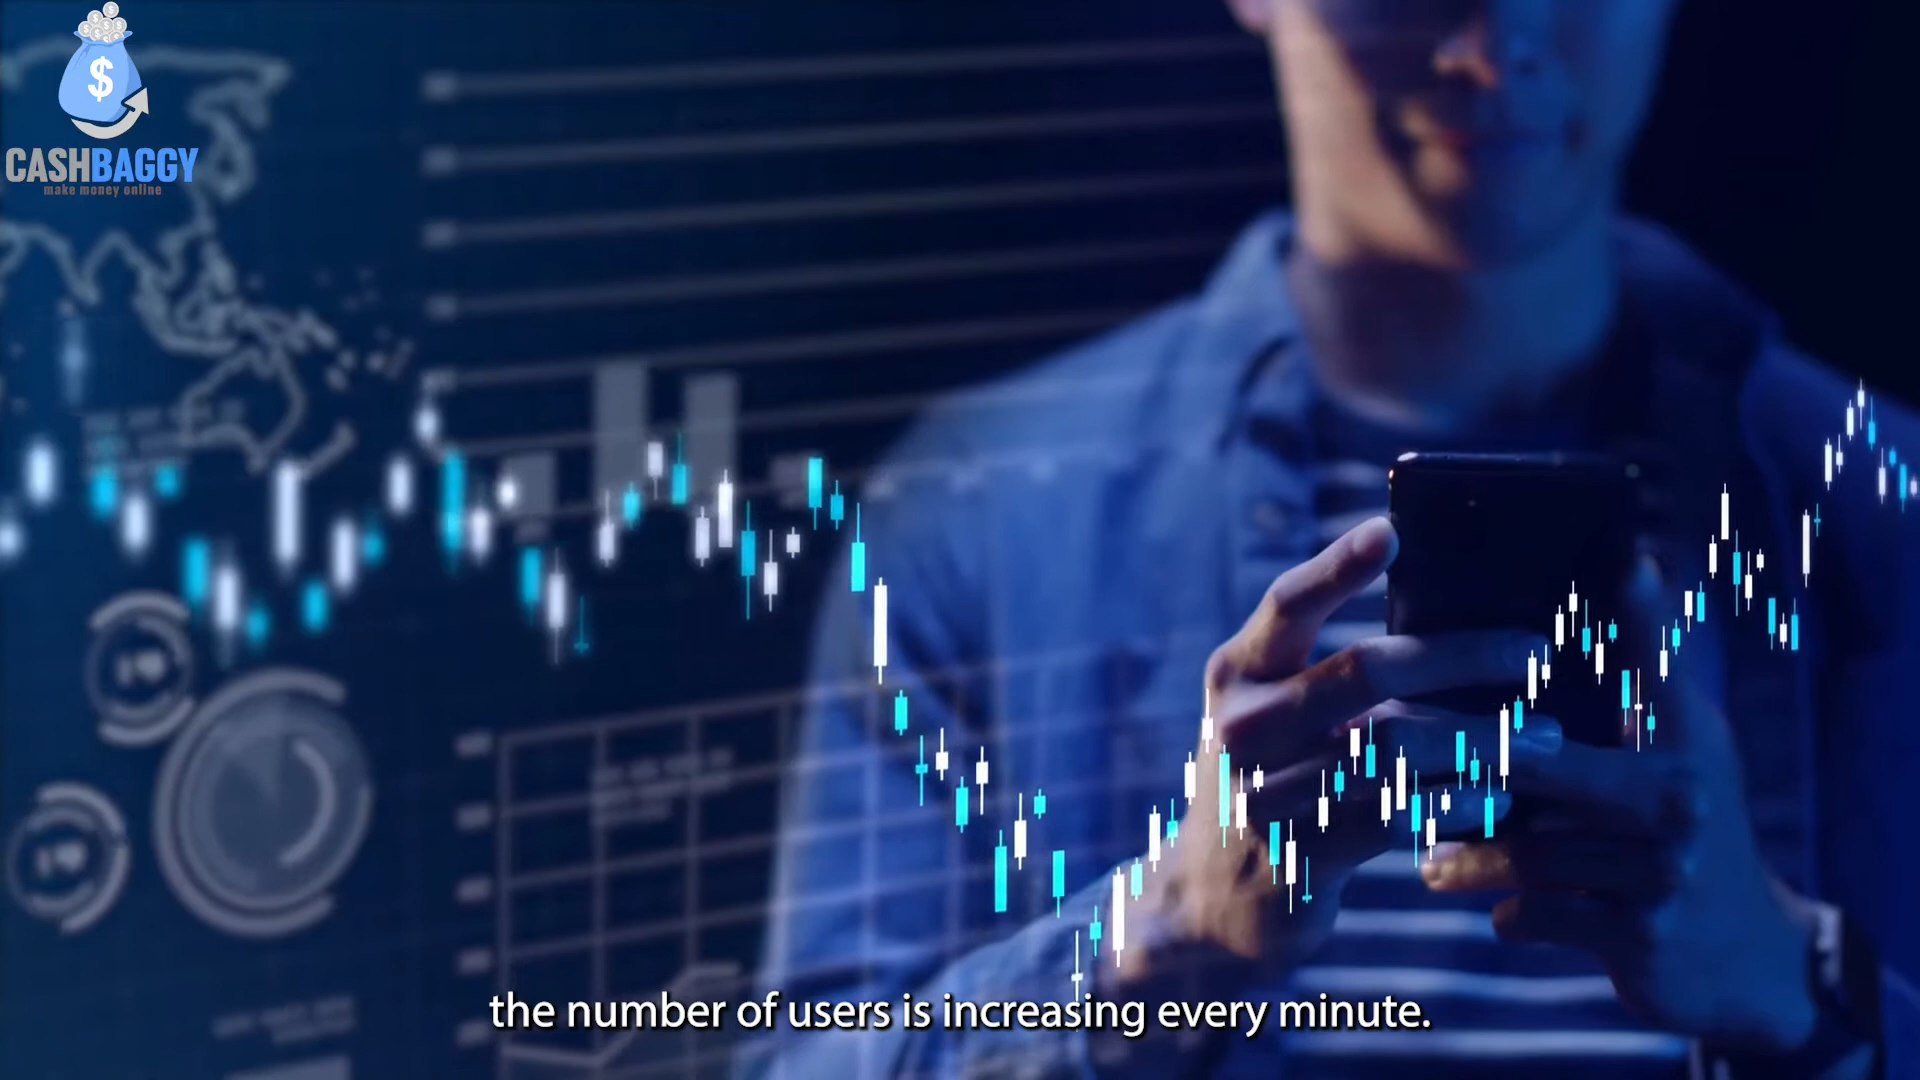 $
CASHBAGGY
make money online
the number of users is increasing every minute.